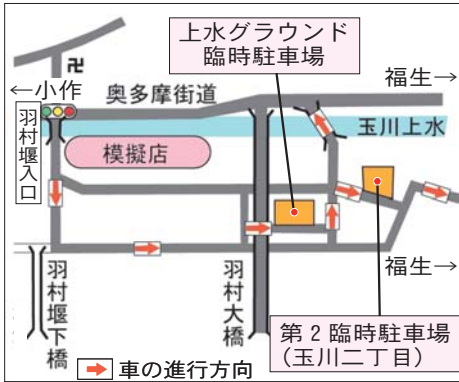 上水グラウンド
臨時駐車場
←小作
奥多摩街道
福生→
羽村堰入口
玉川上水
模擬店
羽村堰下橋
羽村大橋
福生→
第2臨時駐車場
(玉川二丁目)
車の進行方向